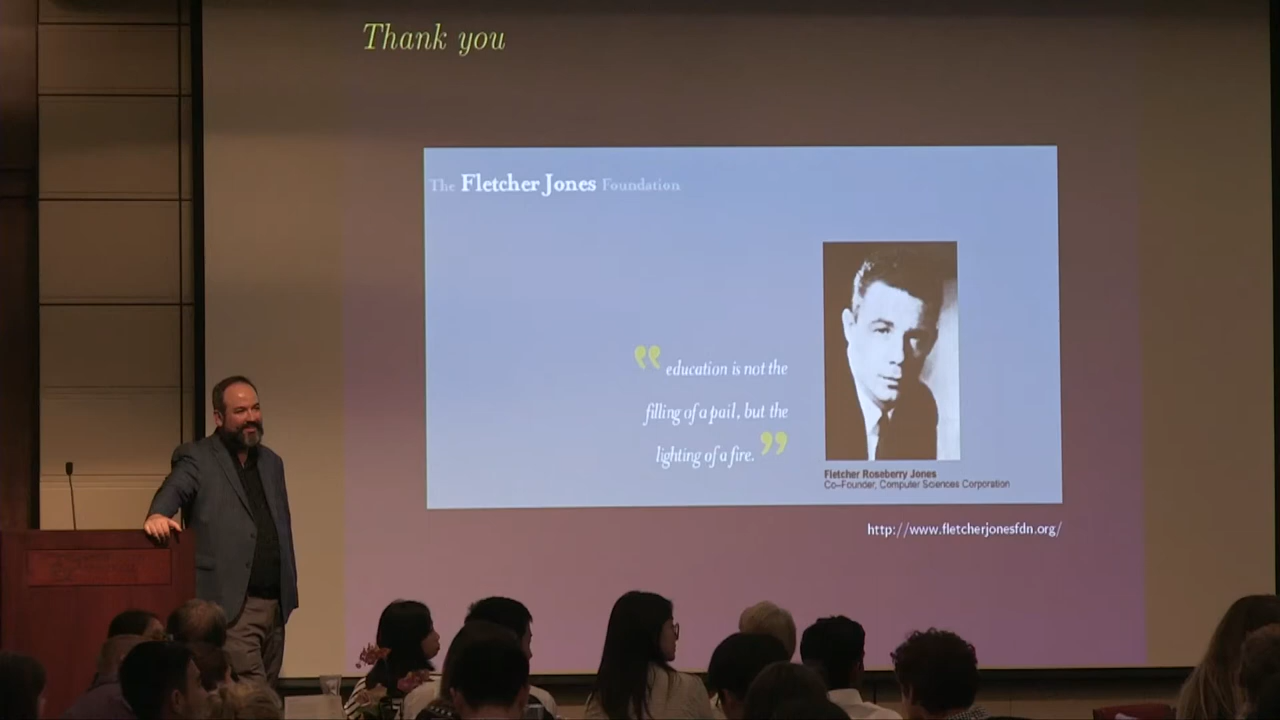 Thank you
The Fletcher Jones Foundation
“ education is not the
filling of a pail, but the
lighting of a fire. ”
Fletcher Roseberry Jones
Co-Founder, Computer Sciences Corporation
http://www.fletcherjonesfdn.org/